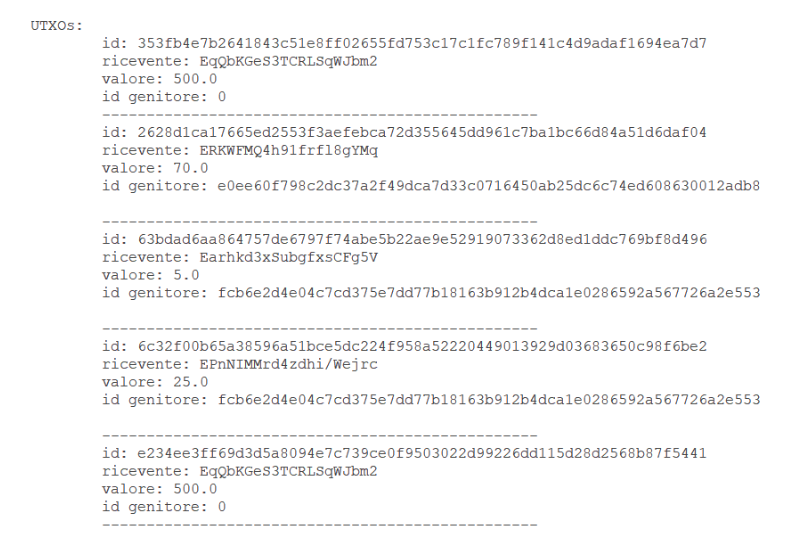 UTXOs:
id: 353fb4e7b2641843c51e8ff02655fd753c17c1fc789f141c4d9adaf1694ea7d7
ricevente: EqQbKGeS3TCRLSqWJbm2
valore: 500.0
id genitore: 0
-------------------------------------------------
id: 2628d1ca17665ed2553f3aefebca72d355645dd961c7ba1bc66d84a51d6daf04
ricevente: ERKWFMQ4h91frfl8gYMq
valore: 70.0
id genitore: e0ee60f798c2dc37a2f49dca7d33c0716450ab25dc6c74ed608630012adb8
-------------------------------------------------
id: 63bdad6aa864757de6797f74abe5b22ae9e52919073362d8ed1ddc769bf8d496
ricevente: Earhkd3xSubgfxsCFg5V
valore: 5.0
id genitore: fcb6e2d4e04c7cd375e7dd77b18163b912b4dca1e0286592a567726a2e553
-------------------------------------------------
id: 6c32f00b65a38596a51bce5dc224f958a52220449013929d03683650c98f6be2
ricevente: EPnNIMMrd4zdhi/Wejrc
valore: 25.0
id genitore: fcb6e2d4e04c7cd375e7dd77b18163b912b4dca1e0286592a567726a2e553
-------------------------------------------------
id: e234ee3ff69d3d5a8094e7c739ce0f9503022d99226dd115d28d2568b87f5441
ricevente: EqQbKGeS3TCRLSqWJbm2
valore: 500.0
id genitore: 0
-------------------------------------------------